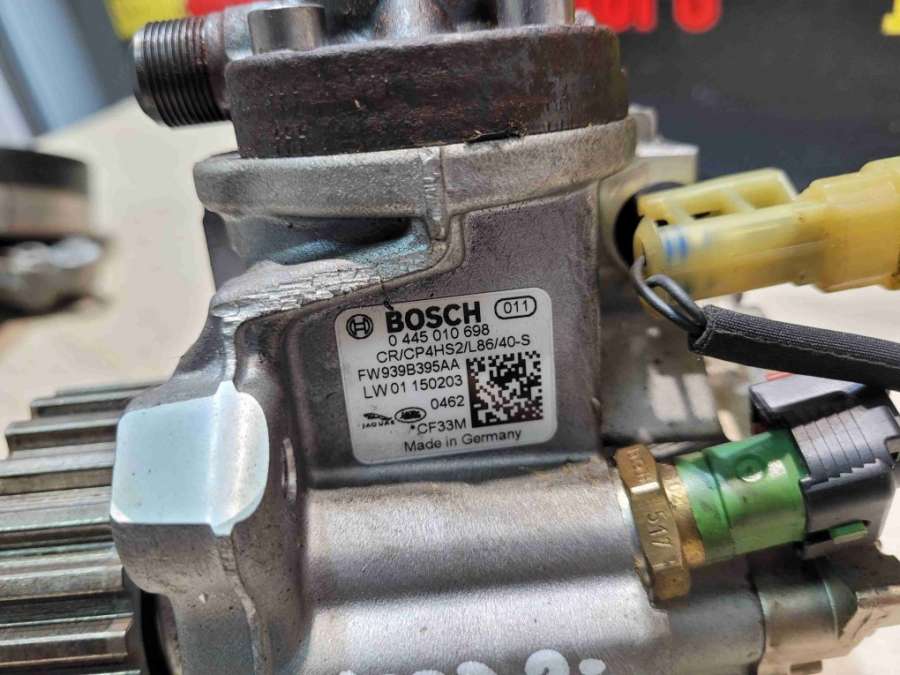 BOSCH 011
0 445 010 698
CR/CP4HS2/L86/40-S
FW939B395AA
LW 01 150203
0462
JAGUAR *CF33M
Made in Germany